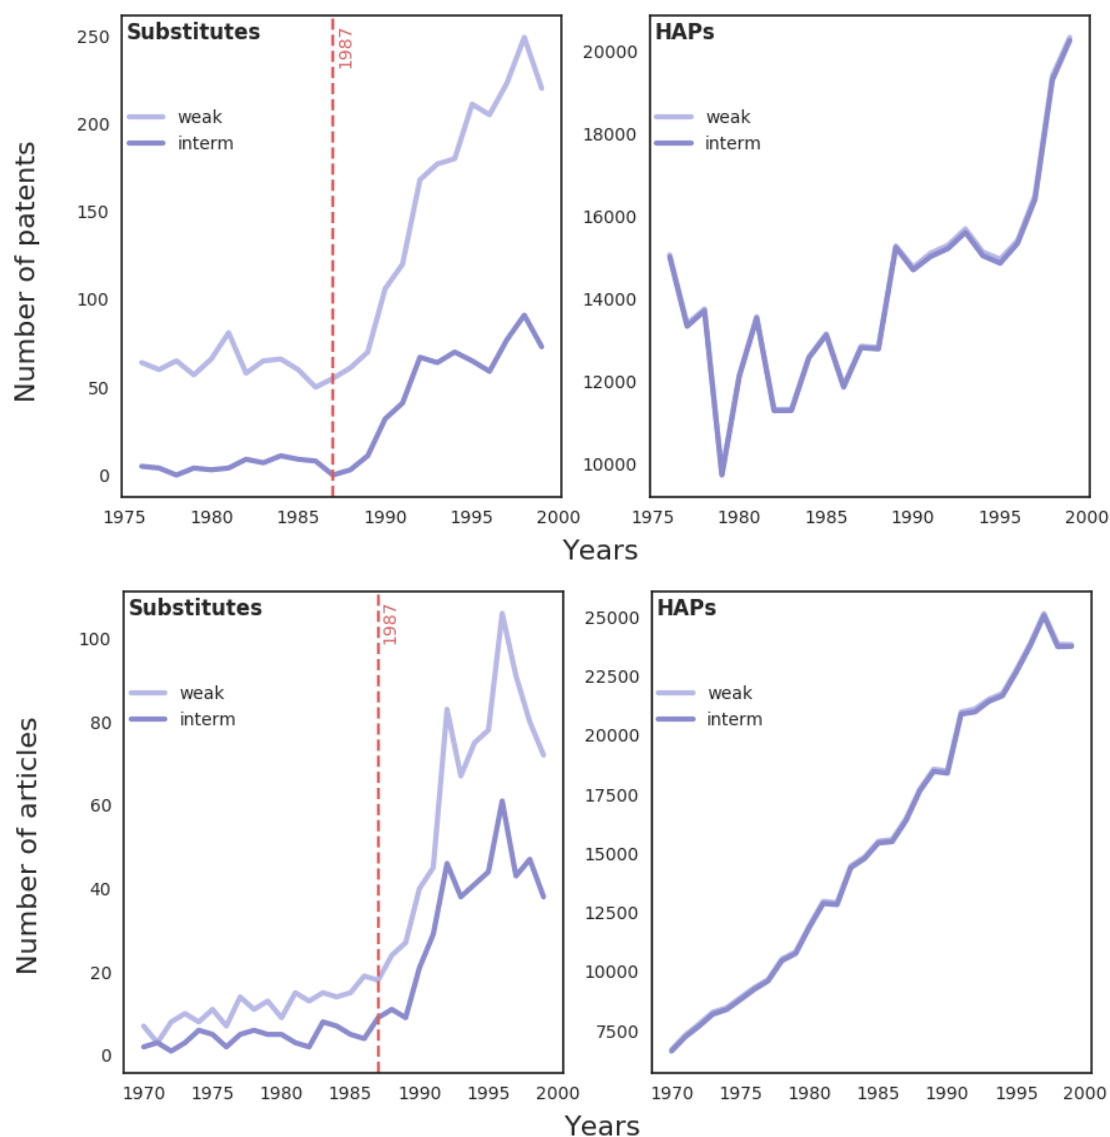 Substitutes
1987
weak
interm
250
200
150
100
50
0
Number of patents
1975 1980 1985 1990 1995 2000
HAPs
weak
interm
20000
18000
16000
14000
12000
10000
1975 1980 1985 1990 1995 2000
Years
Substitutes
1987
weak
interm
100
80
60
40
20
0
Number of articles
1970 1975 1980 1985 1990 1995 2000
HAPs
weak
interm
25000
22500
20000
17500
15000
12500
10000
7500
1970 1975 1980 1985 1990 1995 2000
Years